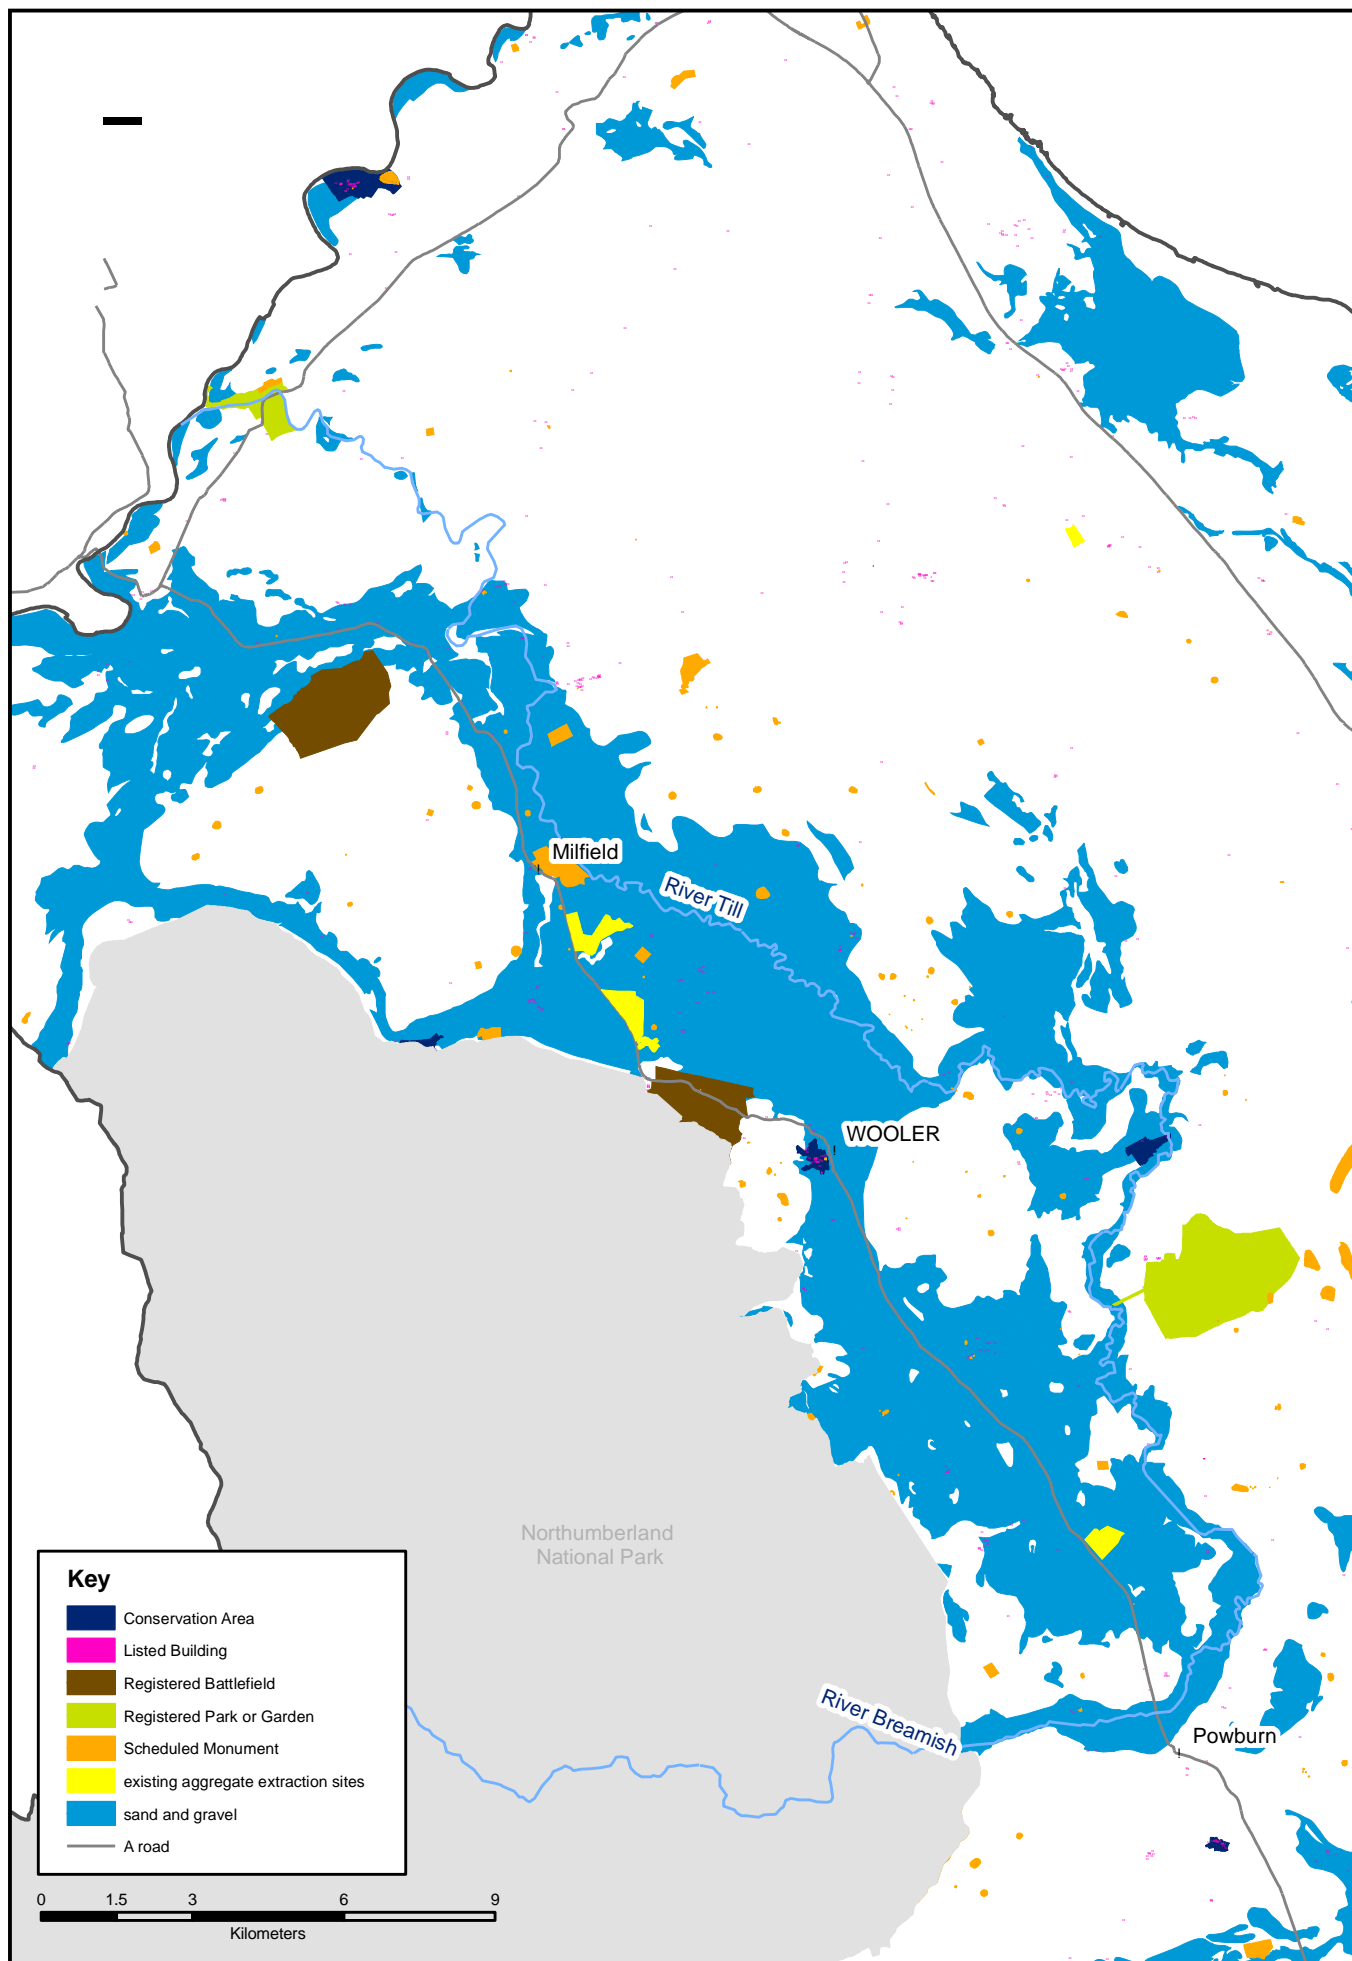 Milfield
River Till
WOOLER
Northumberland
National Park
River Breamish
Powburn
Key
Conservation Area
Listed Building
Registered Battlefield
Registered Park or Garden
Scheduled Monument
existing aggregate extraction sites
sand and gravel
A road
0 1.5 3 6 9
Kilometers